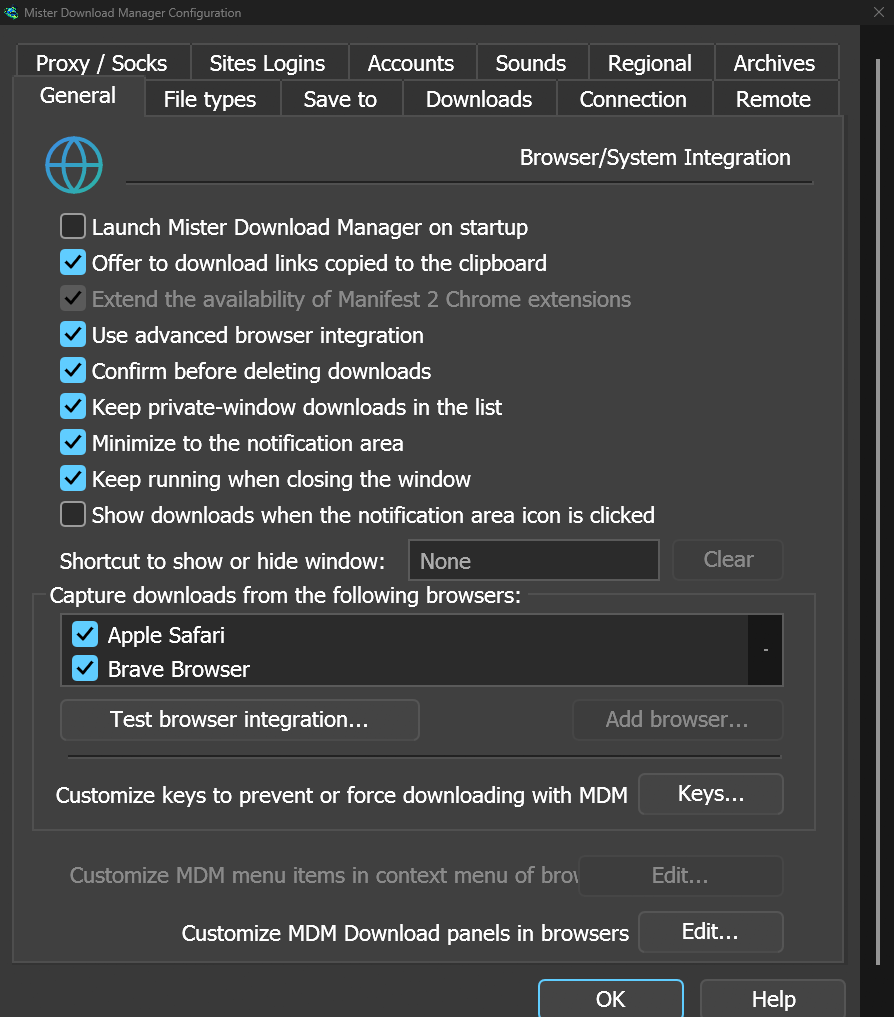 Mister Download Manager Configuration
Proxy / Socks
Sites Logins
Accounts
Sounds
Regional
Archives
General
File types
Save to
Downloads
Connection
Remote
Browser/System Integration
Launch Mister Download Manager on startup
Offer to download links copied to the clipboard
Extend the availability of Manifest 2 Chrome extensions
Use advanced browser integration
Confirm before deleting downloads
Keep private-window downloads in the list
Minimize to the notification area
Keep running when closing the window
Show downloads when the notification area icon is clicked
Shortcut to show or hide window:
None
Clear
Capture downloads from the following browsers:
Apple Safari
Brave Browser
Test browser integration...
Add browser...
Customize keys to prevent or force downloading with MDM
Keys...
Customize MDM menu items in context menu of brow
Edit...
Customize MDM Download panels in browsers
Edit...
OK
Help